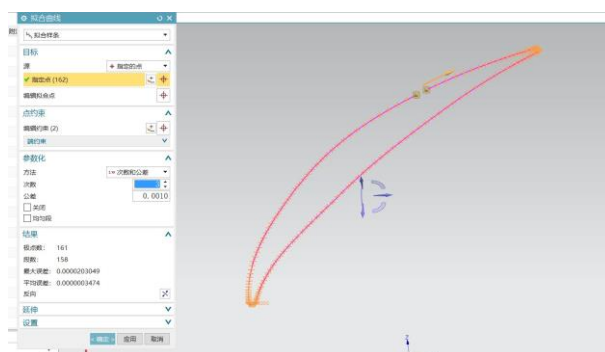 拟合曲线
拟合样条
目标
源 指定的点
指定点 (162)
编辑拟合点
点约束
编辑约束 (2)
参数化
方法 次数和公差
次数
公差 0.0010
关闭
均匀段
结果
极点数: 161
段数: 158
最大误差: 0.0000203049
平均误差: 0.0000003474
反向
延伸
设置
< 确定 > 应用 取消